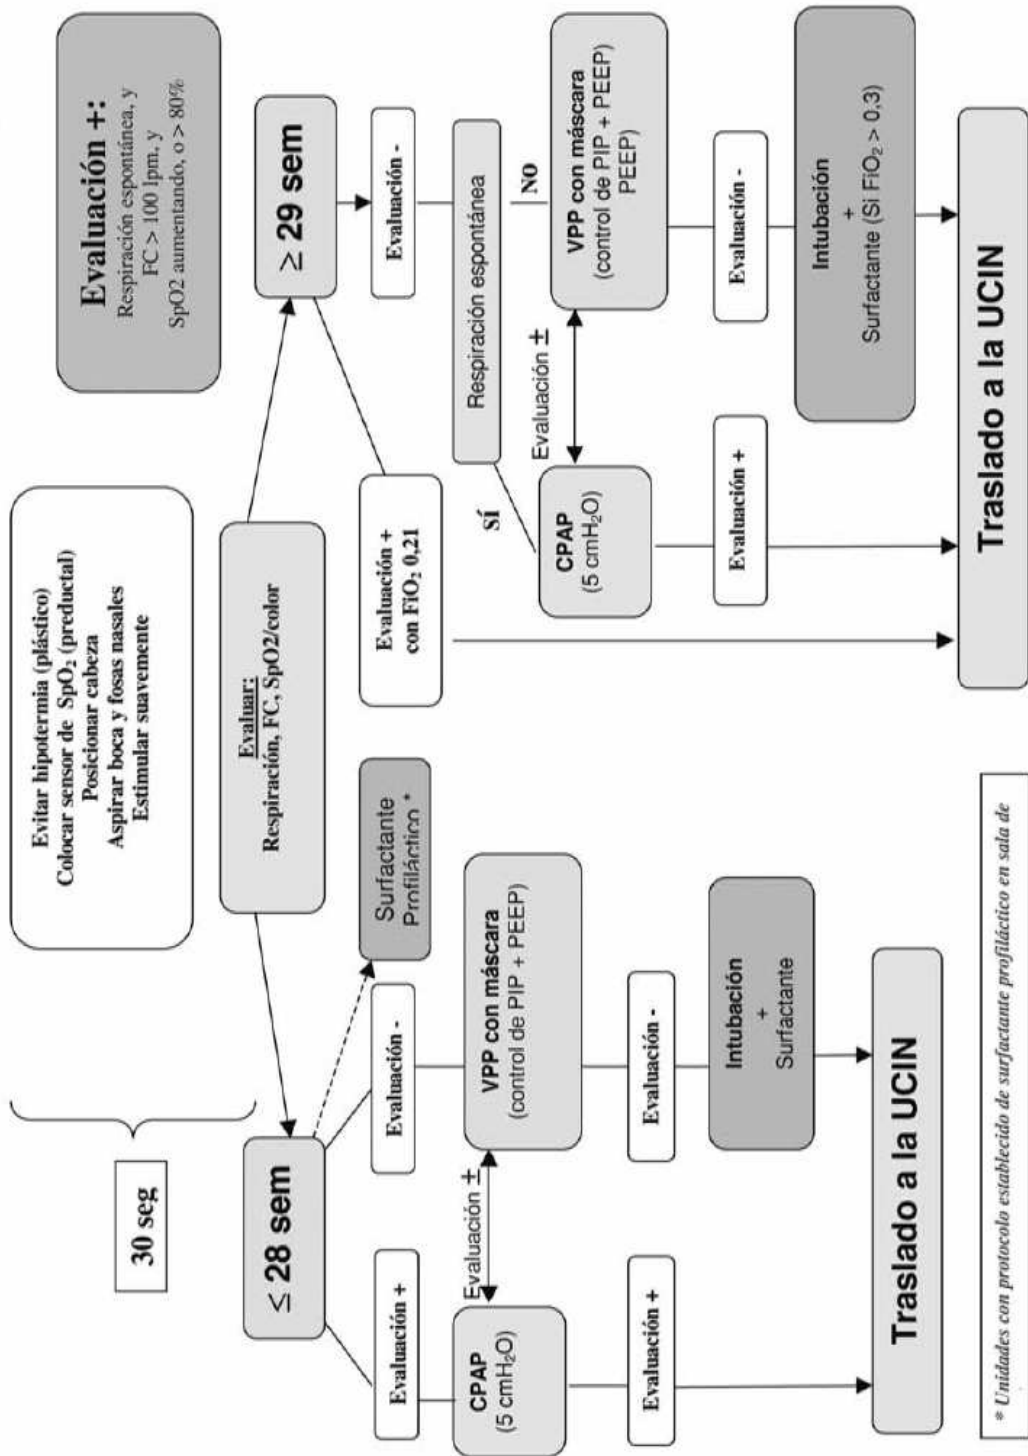 Evitar hipotermia (plástico)
Colocar sensor de SpO₂ (preductal)
Posicionar cabeza
Aspirar boca y fosas nasales
Estimular suavemente
30 seg
Evaluación +:
Respiración espontánea, y
FC > 100 lpm, y
SpO2 aumentando, o > 80%
Evaluar:
Respiración, FC, SpO2/color
≤ 28 sem
Surfactante
Profiláctico *
Evaluación +
Evaluación -
CPAP
(5 cmH₂O)
Evaluación ±
VPP con máscara
(control de PIP + PEEP)
Evaluación +
Evaluación -
Intubación
+
Surfactante
Traslado a la UCIN
≥ 29 sem
Evaluación +
con FiO₂ 0,21
Evaluación -
Respiración espontánea
SÍ
NO
CPAP
(5 cmH₂O)
Evaluación ±
VPP con máscara
(control de PIP + PEEP
PEEP)
Evaluación +
Evaluación -
Intubación
+
Surfactante (Si FiO₂ > 0,3)
Traslado a la UCIN
* Unidades con protocolo establecido de surfactante profiláctico en sala de